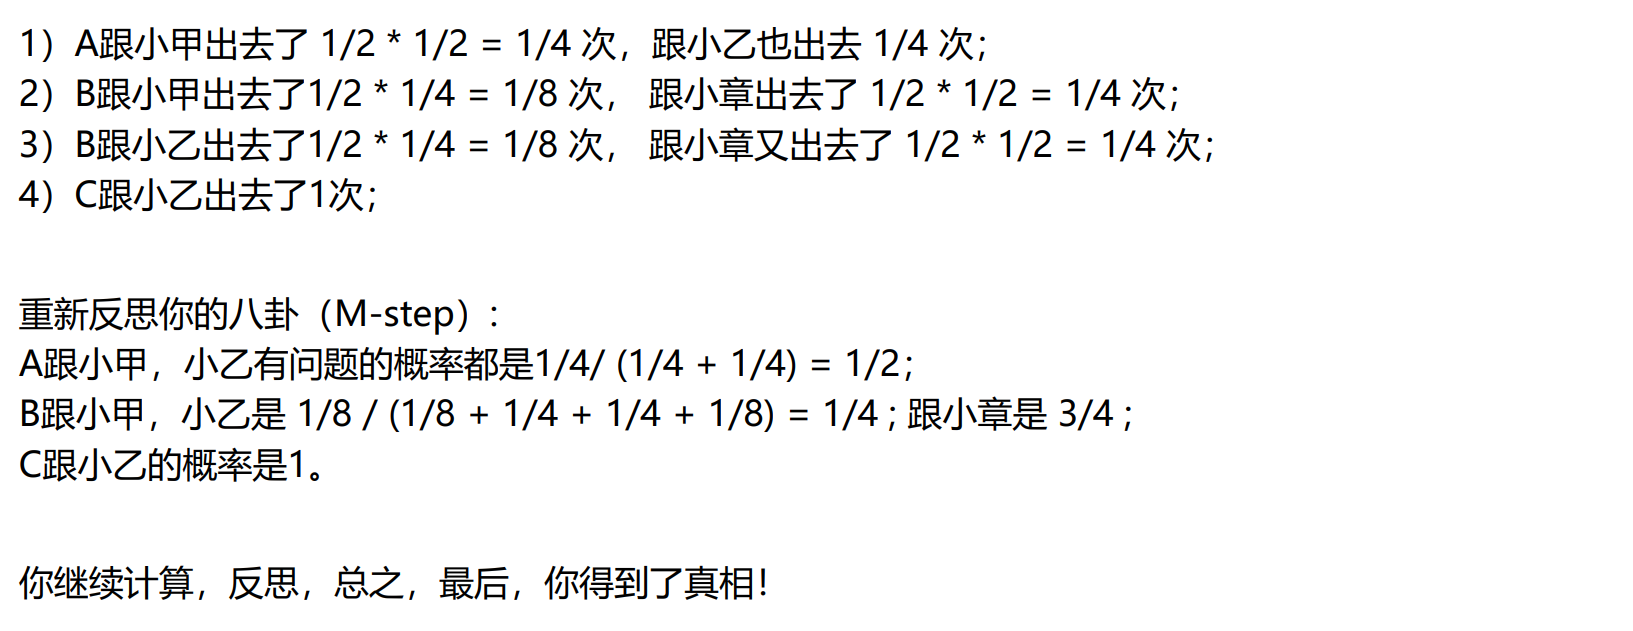 1）A跟小甲出去了 1/2 * 1/2 = 1/4 次，跟小乙也出去 1/4 次；
2）B跟小甲出去了1/2 * 1/4 = 1/8 次， 跟小章出去了 1/2 * 1/2 = 1/4 次；
3）B跟小乙出去了1/2 * 1/4 = 1/8 次， 跟小章又出去了 1/2 * 1/2 = 1/4 次；
4）C跟小乙出去了1次；
重新反思你的八卦（M-step）：
A跟小甲，小乙有问题的概率都是1/4/ (1/4 + 1/4) = 1/2；
B跟小甲，小乙是 1/8 / (1/8 + 1/4 + 1/4 + 1/8) = 1/4 ; 跟小章是 3/4 ;
C跟小乙的概率是1。
你继续计算，反思，总之，最后，你得到了真相！